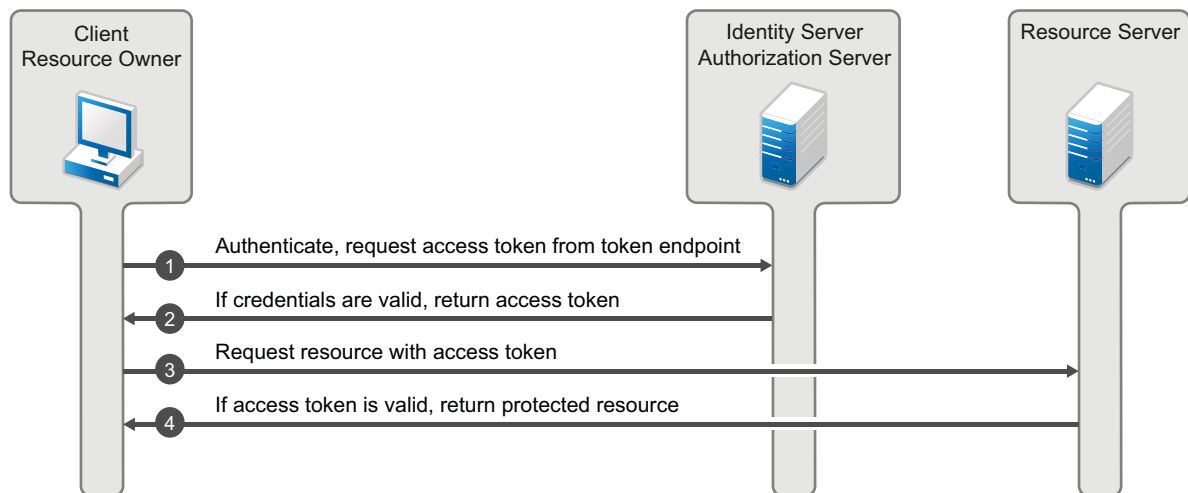 Client
Resource Owner
Identity Server
Authorization Server
Resource Server
Authenticate, request access token from token endpoint
1
If credentials are valid, return access token
2
Request resource with access token
3
If access token is valid, return protected resource
4